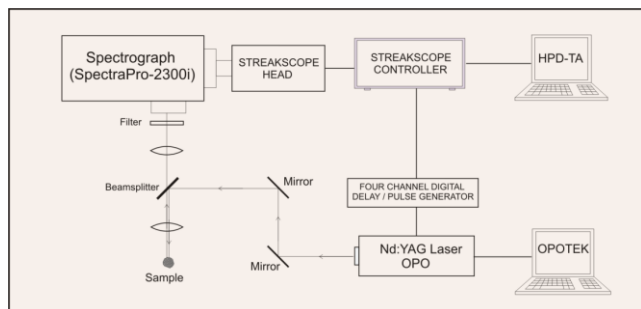 Spectrograph
(SpectraPro-2300i)
STREAKSCOPE
HEAD
STREAKSCOPE
CONTROLLER
HPD-TA
Filter
Beamsplitter
Mirror
FOUR CHANNEL DIGITAL
DELAY / PULSE GENERATOR
Nd:YAG Laser
OPO
OPOTEK
Mirror
Sample